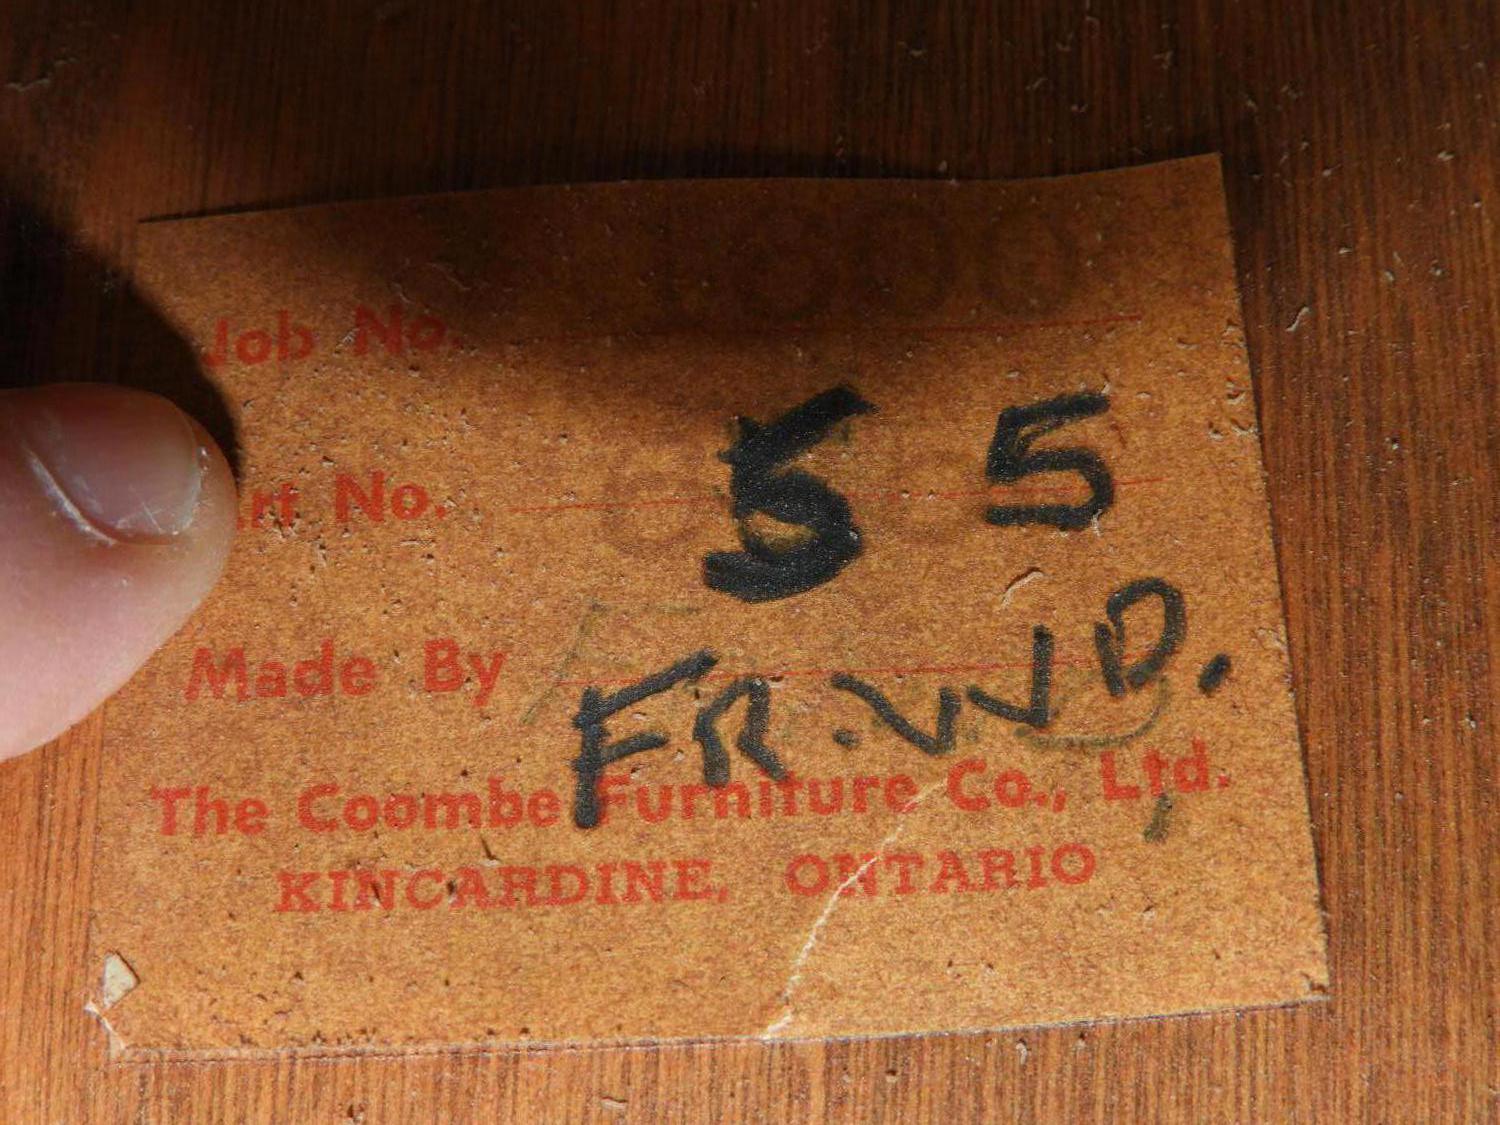 Job No.
rt No. 5 5
Made By FR. W D.
The Coombe Furniture Co., Ltd.
KINCARDINE, ONTARIO